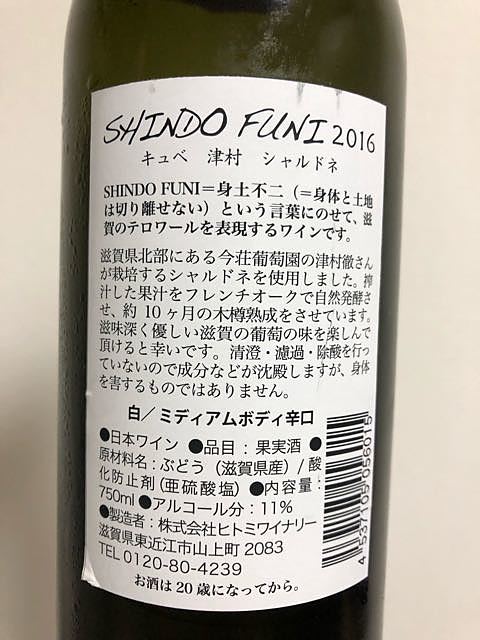 SHINDO FUNI 2016
キュベ 津村 シャルドネ
SHINDO FUNI＝身土不二（＝身体と土地
は切り離せない）という言葉にのせて、滋
賀のテロワールを表現するワインです。
滋賀県北部にある今荘葡萄園の津村徹さん
が栽培するシャルドネを使用しました。搾
汁した果汁をフレンチオークで自然発酵さ
せ、約 10 ヶ月の木樽熟成をさせています。
滋味深く優しい滋賀の葡萄の味を楽しんで
頂けると幸いです。清澄・濾過・除酸を行っ
ていないので成分などが沈殿しますが、身体
を害するものではありません。
白／ミディアムボディ辛口
●日本ワイン ●品目：果実酒 ●
原材料名：ぶどう（滋賀県産）/ 酸
化防止剤（亜硫酸塩）●内容量：
750ml ●アルコール分：11％
●製造者：株式会社ヒトミワイナリー
滋賀県東近江市山上町 2083
TEL 0120-80-4239
お酒は 20 歳になってから。
4 537105 056015